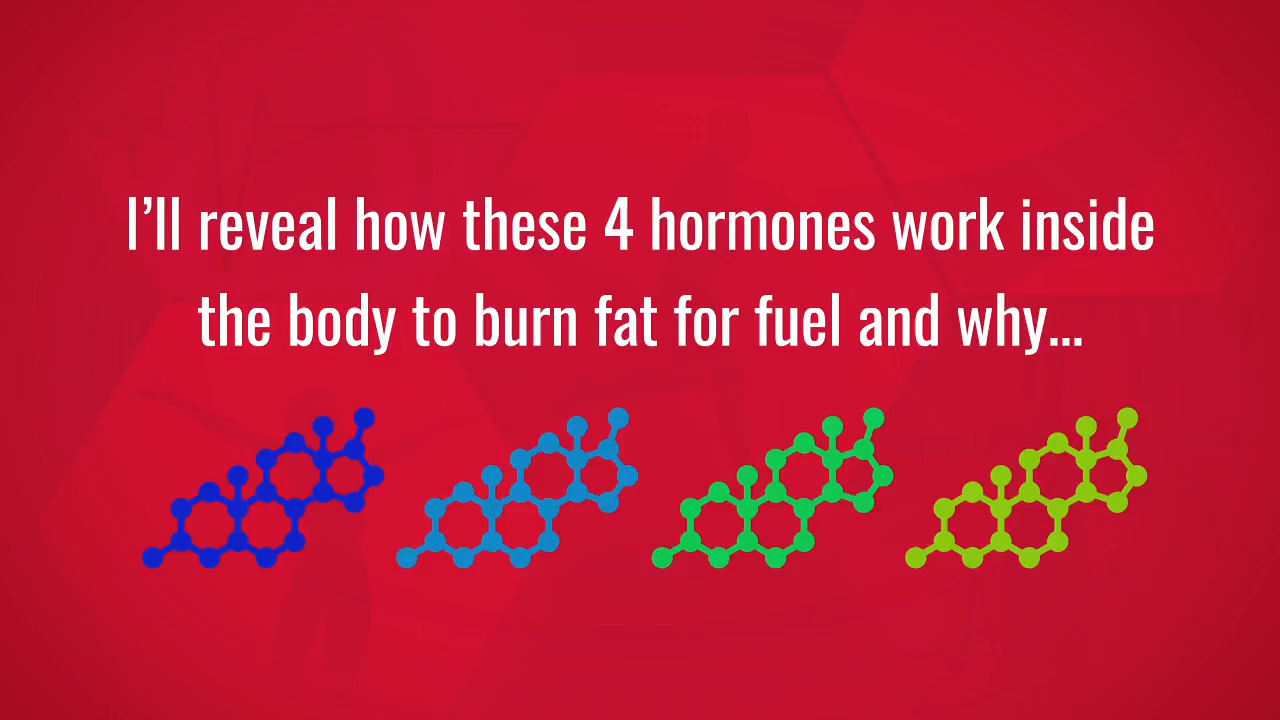 I’ll reveal how these 4 hormones work inside
the body to burn fat for fuel and why...